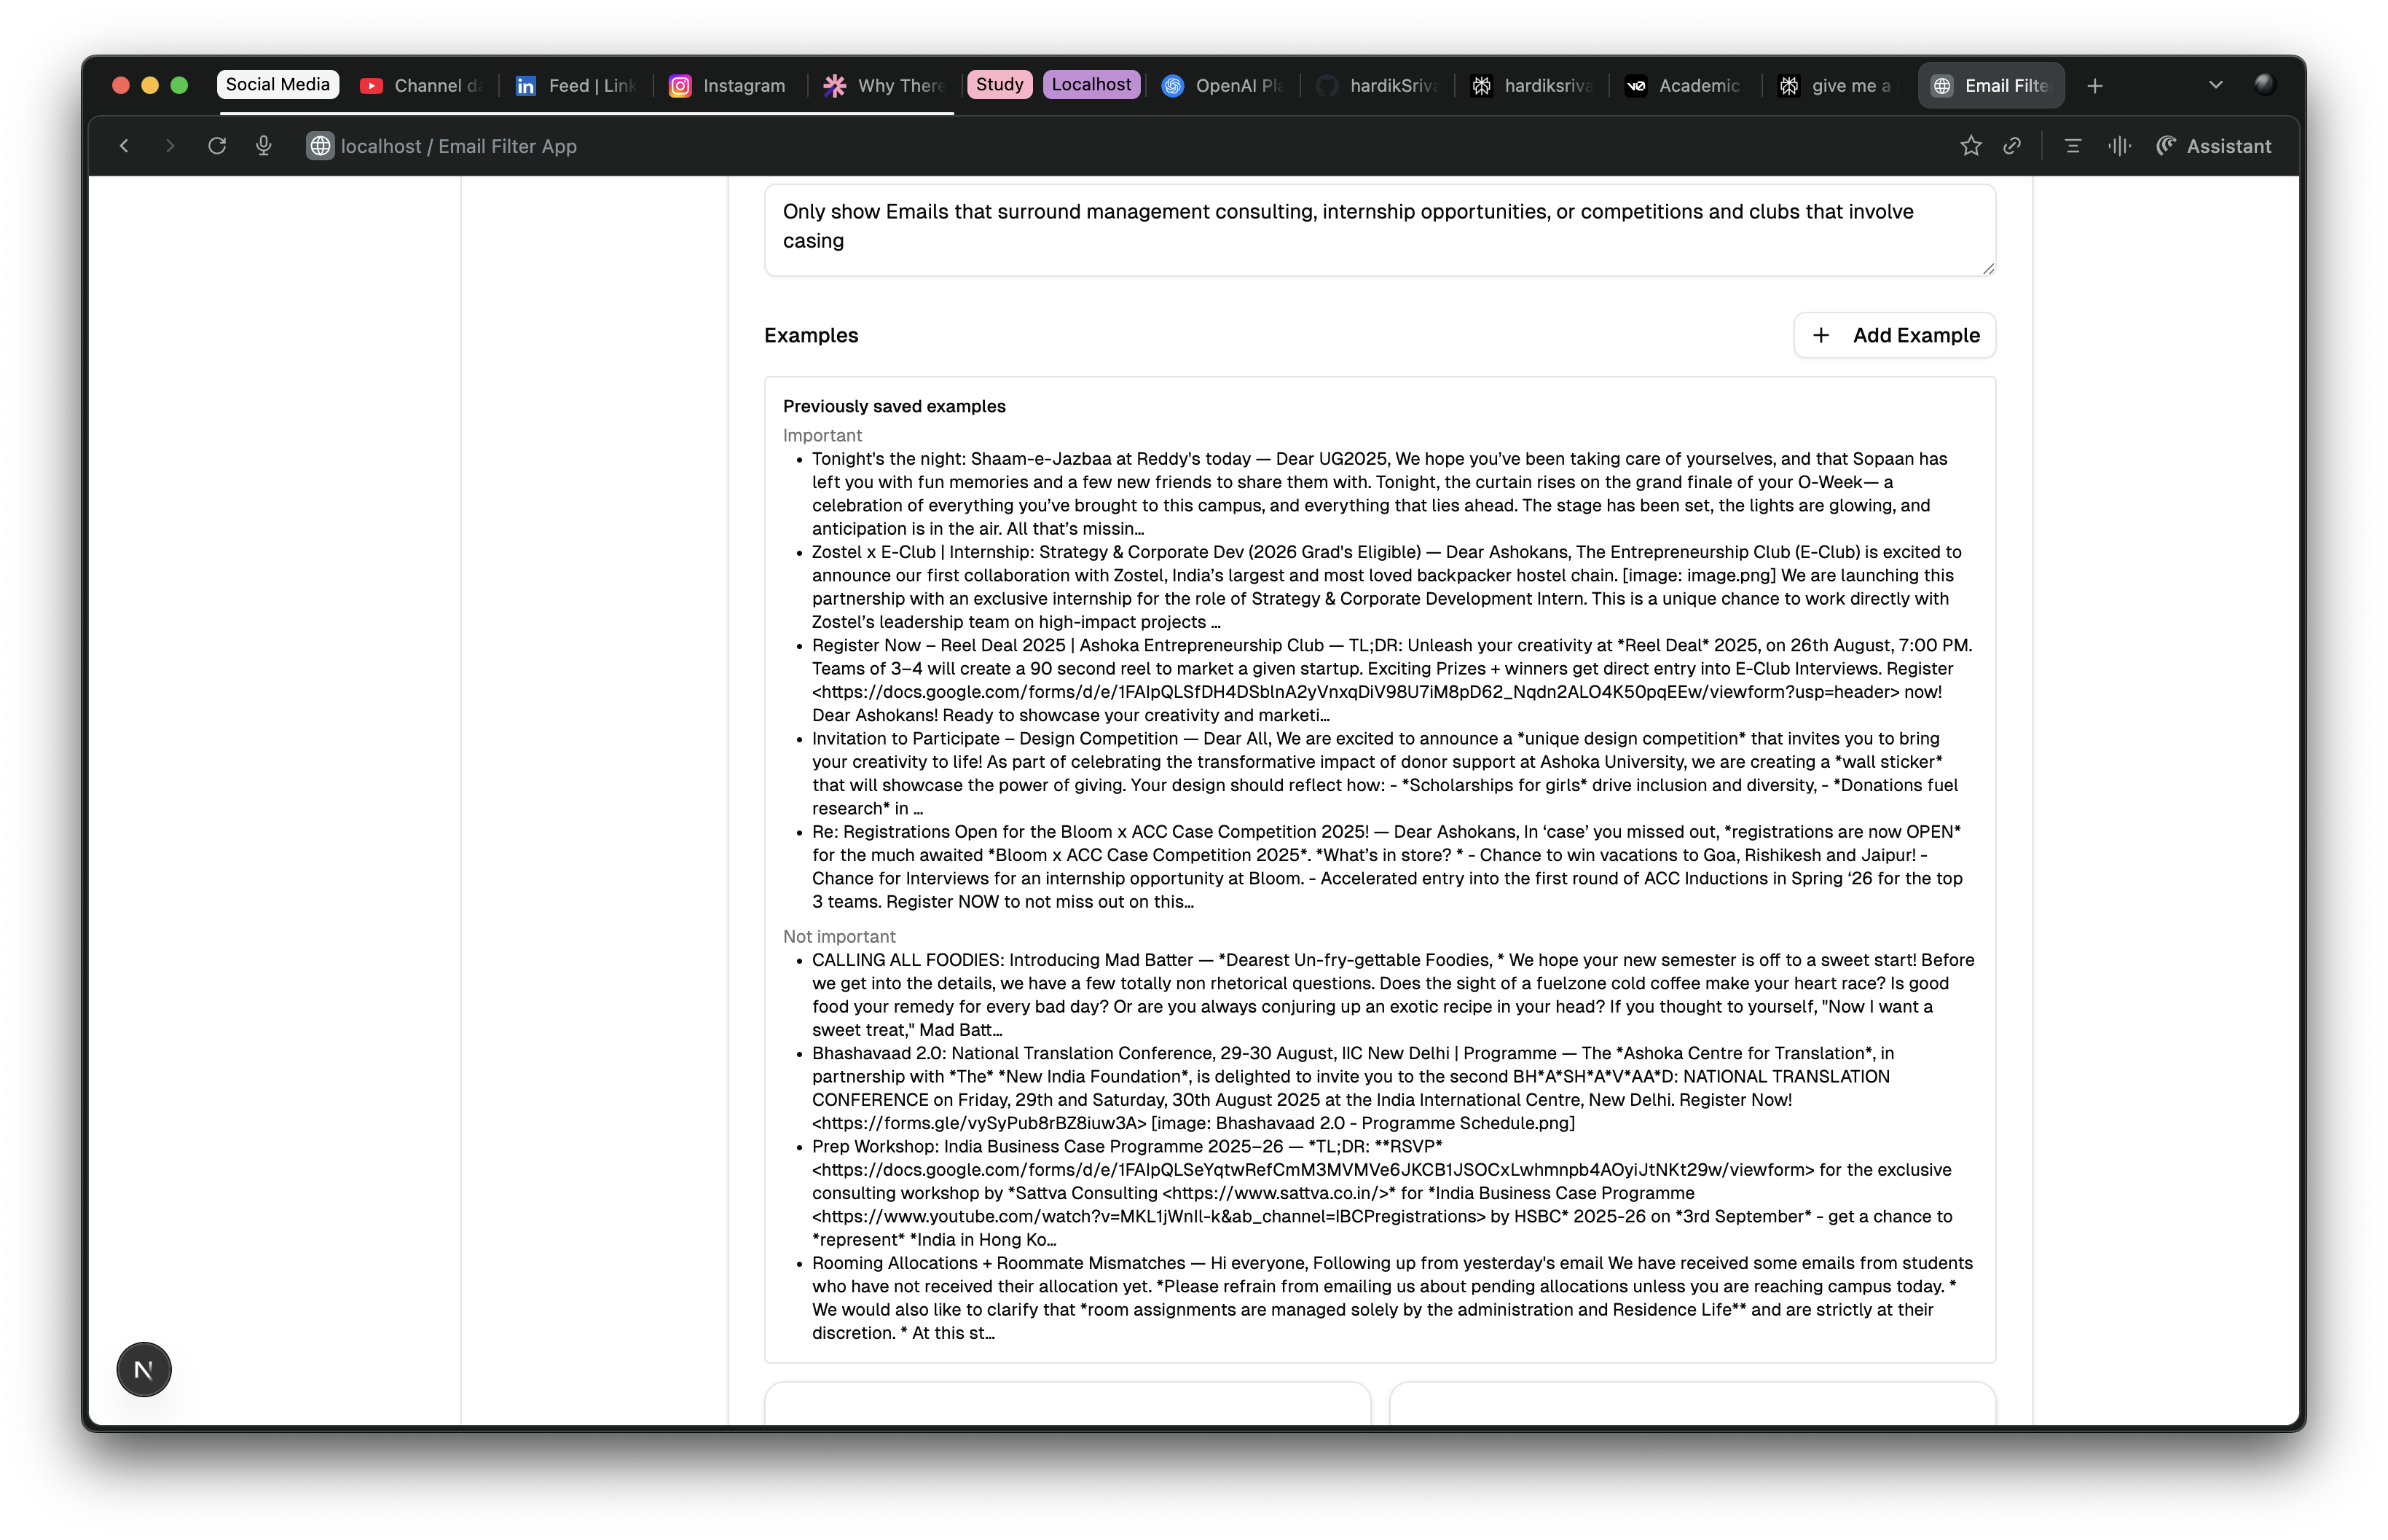 Social Media
Channel da
Feed | Link
Instagram
Why There
Study
Localhost
OpenAI Pla
hardikSriva
hardiksriva
Academic
give me a
Email Filte
localhost / Email Filter App
Assistant
Only show Emails that surround management consulting, internship opportunities, or competitions and clubs that involve
casing
Examples
+ Add Example
Previously saved examples
Important
• Tonight's the night: Shaam-e-Jazbaa at Reddy's today — Dear UG2025, We hope you’ve been taking care of yourselves, and that Sopaan has
left you with fun memories and a few new friends to share them with. Tonight, the curtain rises on the grand finale of your O-Week— a
celebration of everything you’ve brought to this campus, and everything that lies ahead. The stage has been set, the lights are glowing, and
anticipation is in the air. All that’s missin…
• Zostel x E-Club | Internship: Strategy & Corporate Dev (2026 Grad's Eligible) — Dear Ashokans, The Entrepreneurship Club (E-Club) is excited to
announce our first collaboration with Zostel, India’s largest and most loved backpacker hostel chain. [image: image.png] We are launching this
partnership with an exclusive internship for the role of Strategy & Corporate Development Intern. This is a unique chance to work directly with
Zostel’s leadership team on high-impact projects …
• Register Now – Reel Deal 2025 | Ashoka Entrepreneurship Club — TL;DR: Unleash your creativity at *Reel Deal* 2025, on 26th August, 7:00 PM.
Teams of 3–4 will create a 90 second reel to market a given startup. Exciting Prizes + winners get direct entry into E-Club Interviews. Register
<https://docs.google.com/forms/d/e/1FAIpQLSfDH4DSblnA2yVnxqDiV98U7iM8pD62_Nqdn2ALO4K50pqEEw/viewform?usp=header> now!
Dear Ashokans! Ready to showcase your creativity and marketi…
• Invitation to Participate – Design Competition — Dear All, We are excited to announce a *unique design competition* that invites you to bring
your creativity to life! As part of celebrating the transformative impact of donor support at Ashoka University, we are creating a *wall sticker*
that will showcase the power of giving. Your design should reflect how: - *Scholarships for girls* drive inclusion and diversity, - *Donations fuel
research* in …
• Re: Registrations Open for the Bloom x ACC Case Competition 2025! — Dear Ashokans, In ‘case’ you missed out, *registrations are now OPEN*
for the much awaited *Bloom x ACC Case Competition 2025*. *What’s in store? * - Chance to win vacations to Goa, Rishikesh and Jaipur! -
Chance for Interviews for an internship opportunity at Bloom. - Accelerated entry into the first round of ACC Inductions in Spring ‘26 for the top
3 teams. Register NOW to not miss out on this…
Not important
• CALLING ALL FOODIES: Introducing Mad Batter — *Dearest Un-fry-gettable Foodies, * We hope your new semester is off to a sweet start! Before
we get into the details, we have a few totally non rhetorical questions. Does the sight of a fuelzone cold coffee make your heart race? Is good
food your remedy for every bad day? Or are you always conjuring up an exotic recipe in your head? If you thought to yourself, "Now I want a
sweet treat," Mad Batt…
• Bhashavaad 2.0: National Translation Conference, 29-30 August, IIC New Delhi | Programme — The *Ashoka Centre for Translation*, in
partnership with *The* *New India Foundation*, is delighted to invite you to the second BH*A*SH*A*V*AA*D: NATIONAL TRANSLATION
CONFERENCE on Friday, 29th and Saturday, 30th August 2025 at the India International Centre, New Delhi. Register Now!
<https://forms.gle/vySyPub8rBZ8iuw3A> [image: Bhashavaad 2.0 - Programme Schedule.png]
• Prep Workshop: India Business Case Programme 2025–26 — *TL;DR: **RSVP*
<https://docs.google.com/forms/d/e/1FAIpQLSeYqtwRefCmM3MVMVe6JKCB1JSOCxLwhmnpb4AOyiJtNKt29w/viewform> for the exclusive
consulting workshop by *Sattva Consulting <https://www.sattva.co.in/>* for *India Business Case Programme
<https://www.youtube.com/watch?v=MKL1jWnIl-k&ab_channel=IBCPregistrations> by HSBC* 2025-26 on *3rd September* - get a chance to
*represent* *India in Hong Ko…
• Rooming Allocations + Roommate Mismatches — Hi everyone, Following up from yesterday's email We have received some emails from students
who have not received their allocation yet. *Please refrain from emailing us about pending allocations unless you are reaching campus today. *
We would also like to clarify that *room assignments are managed solely by the administration and Residence Life** and are strictly at their
discretion. * At this st…
N